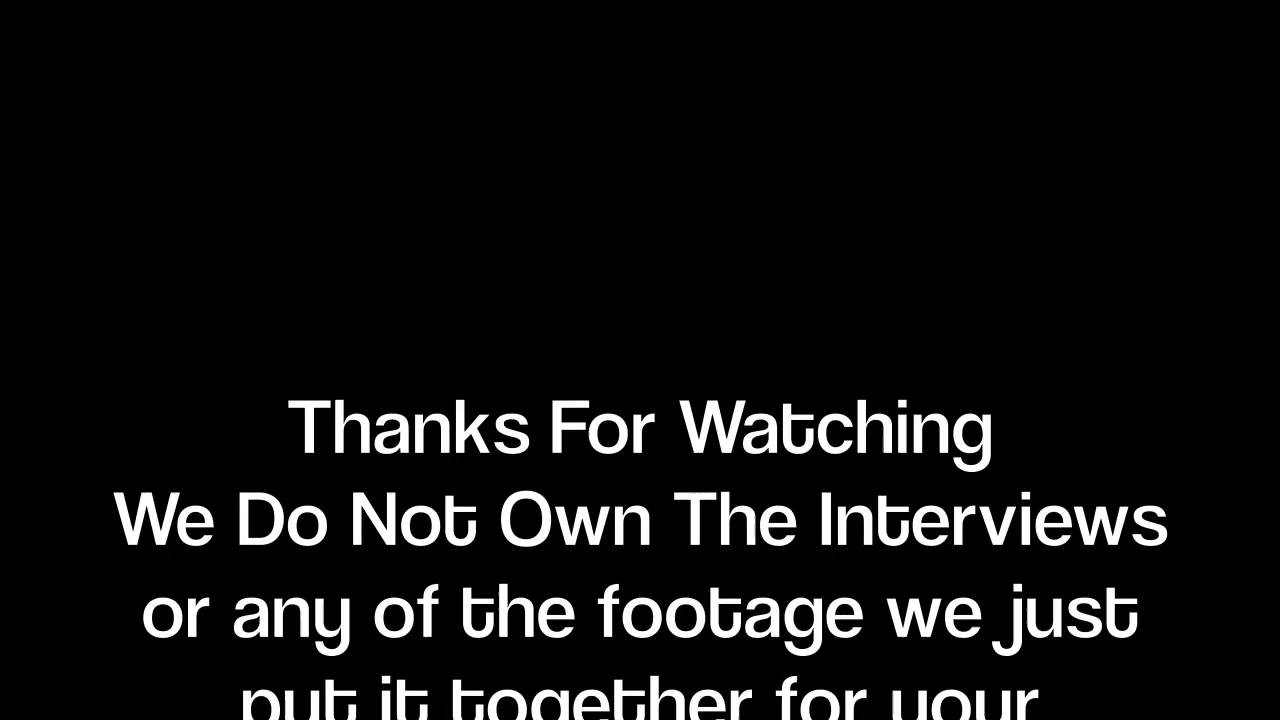 Thanks For Watching
We Do Not Own The Interviews
or any of the footage we just
put it together for your